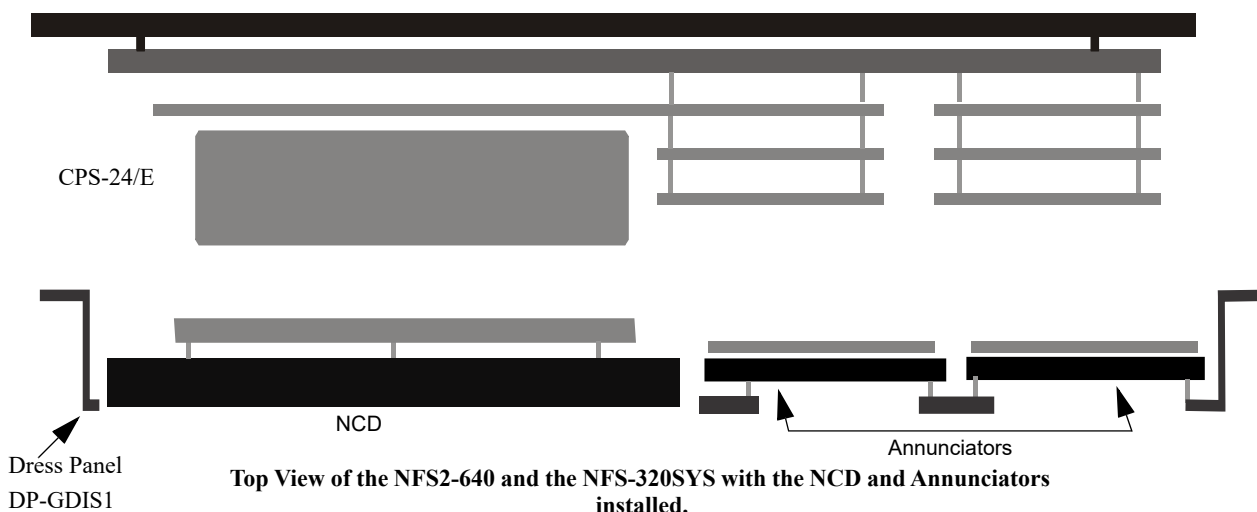 CPS-24/E
NCD
Annunciators
Dress Panel
DP-GDIS1
Top View of the NFS2-640 and the NFS-320SYS with the NCD and Annunciators
installed.